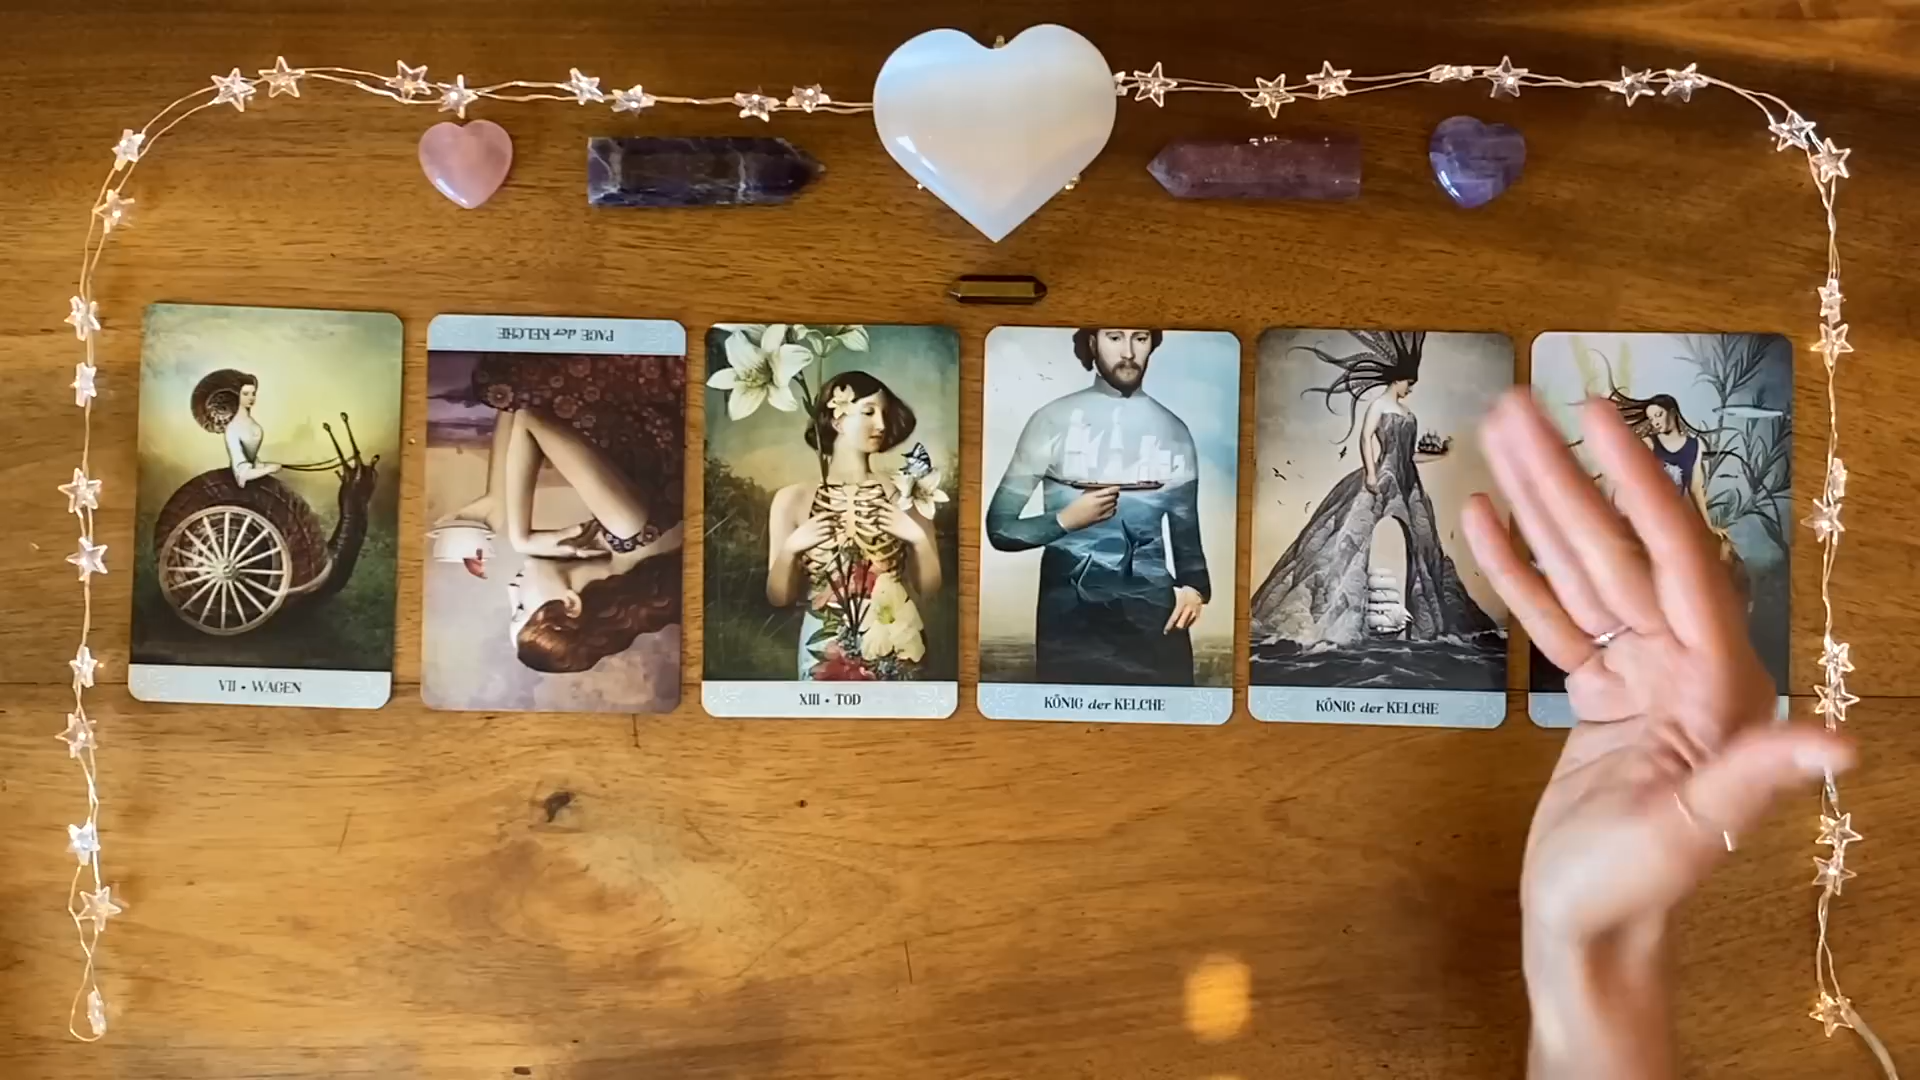 VII • WAGEN
PAGE der KELCHE
XIII • TOD
KÖNIG der KELCHE
KÖNIG der KELCHE